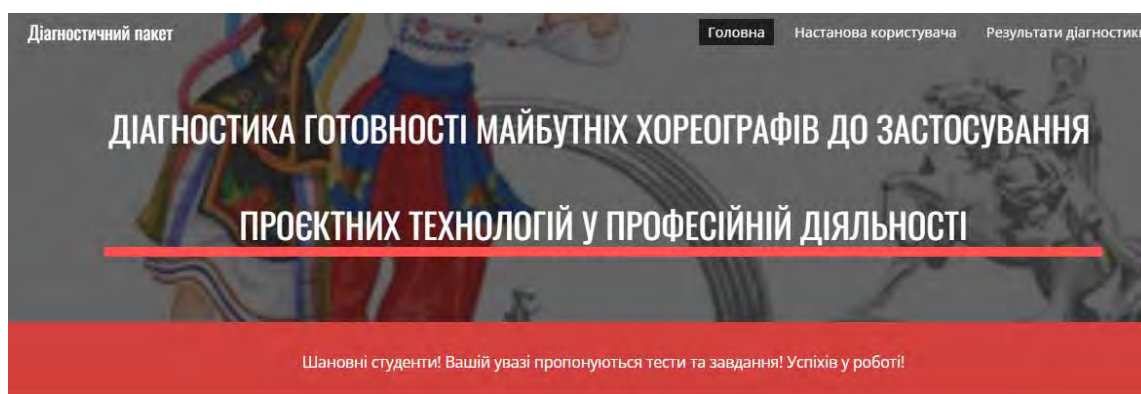 Діагностичний пакет
Головна Настанова користувача Результати діагностики
ДІАГНОСТИКА ГОТОВНОСТІ МАЙБУТНІХ ХОРЕОГРАФІВ ДО ЗАСТОСУВАННЯ
ПРОЄКТНИХ ТЕХНОЛОГІЙ У ПРОФЕСІЙНІЙ ДІЯЛЬНОСТІ
Шановні студенти! Вашій увазі пропонуються тести та завдання! Успіхів у роботі!